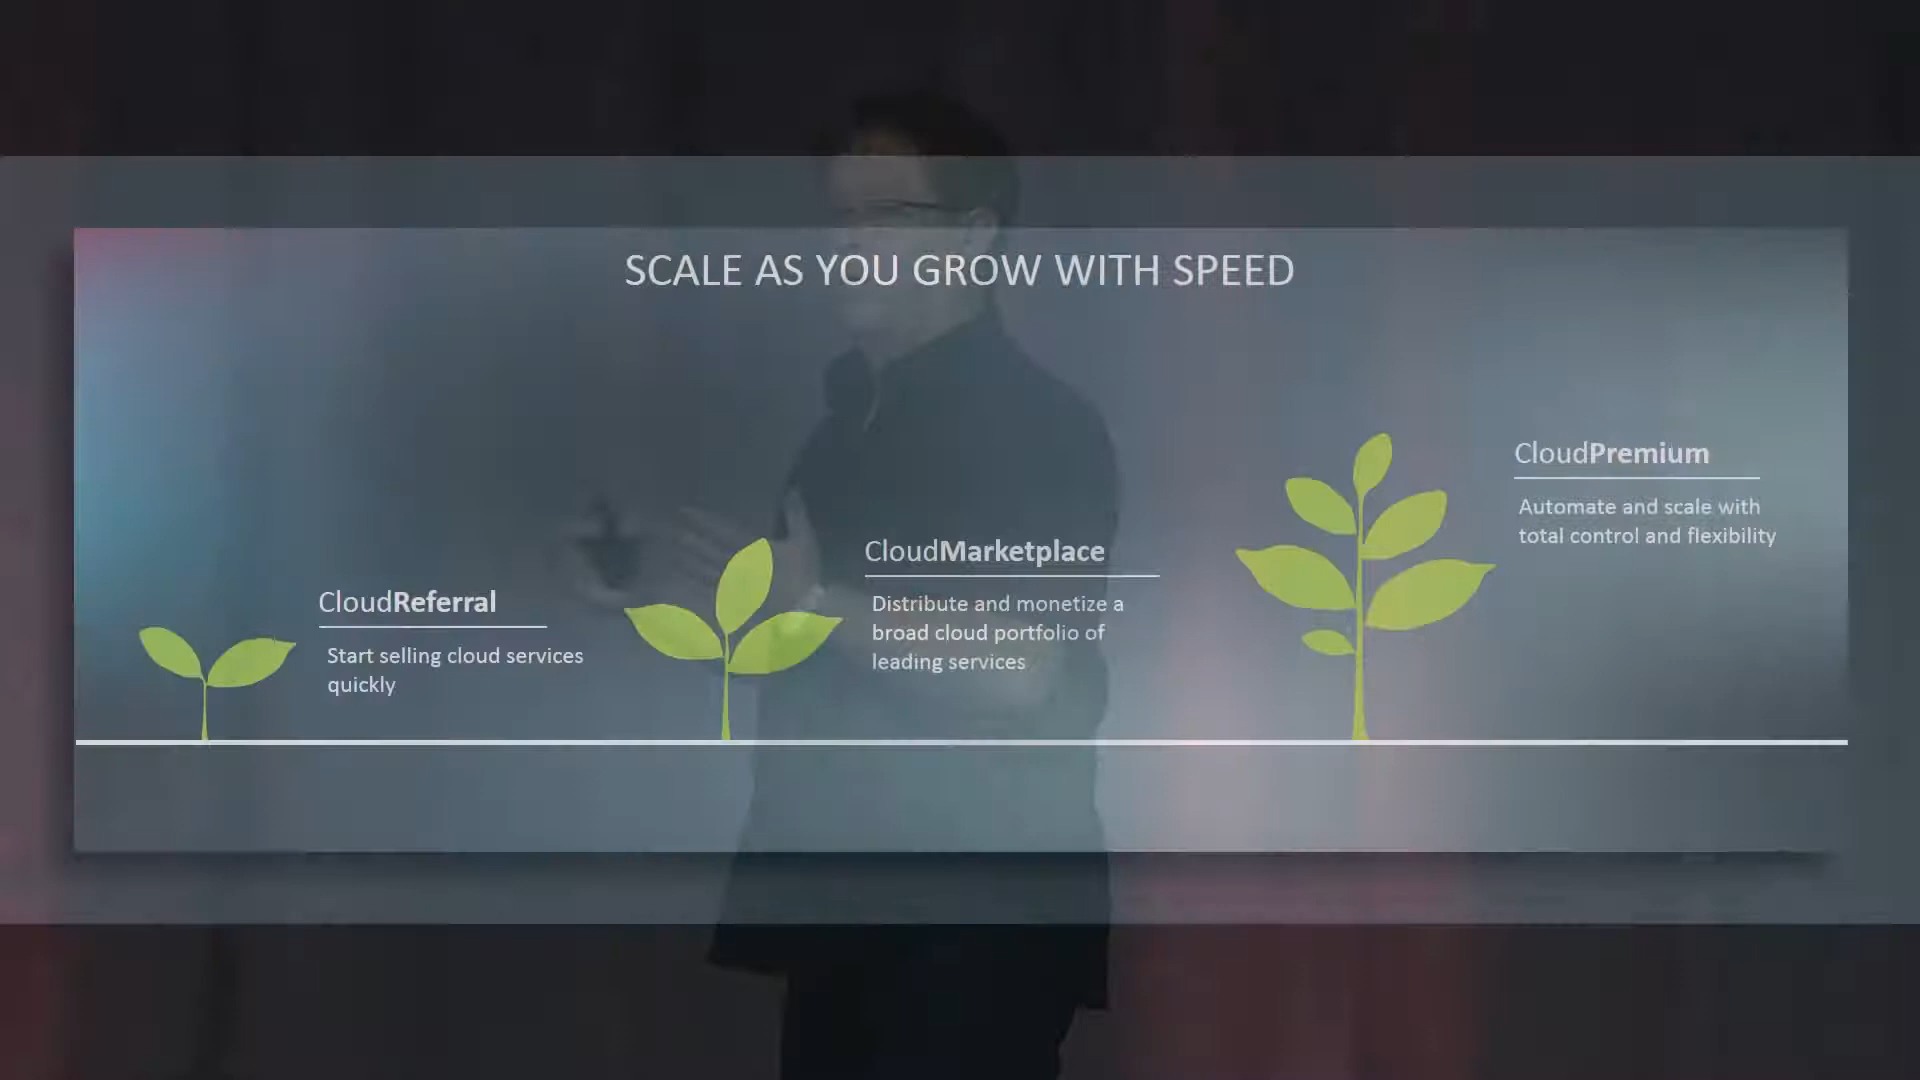 SCALE AS YOU GROW WITH SPEED
CloudReferral
Start selling cloud services
quickly
CloudMarketplace
Distribute and monetize a
broad cloud portfolio of
leading services
CloudPremium
Automate and scale with
total control and flexibility